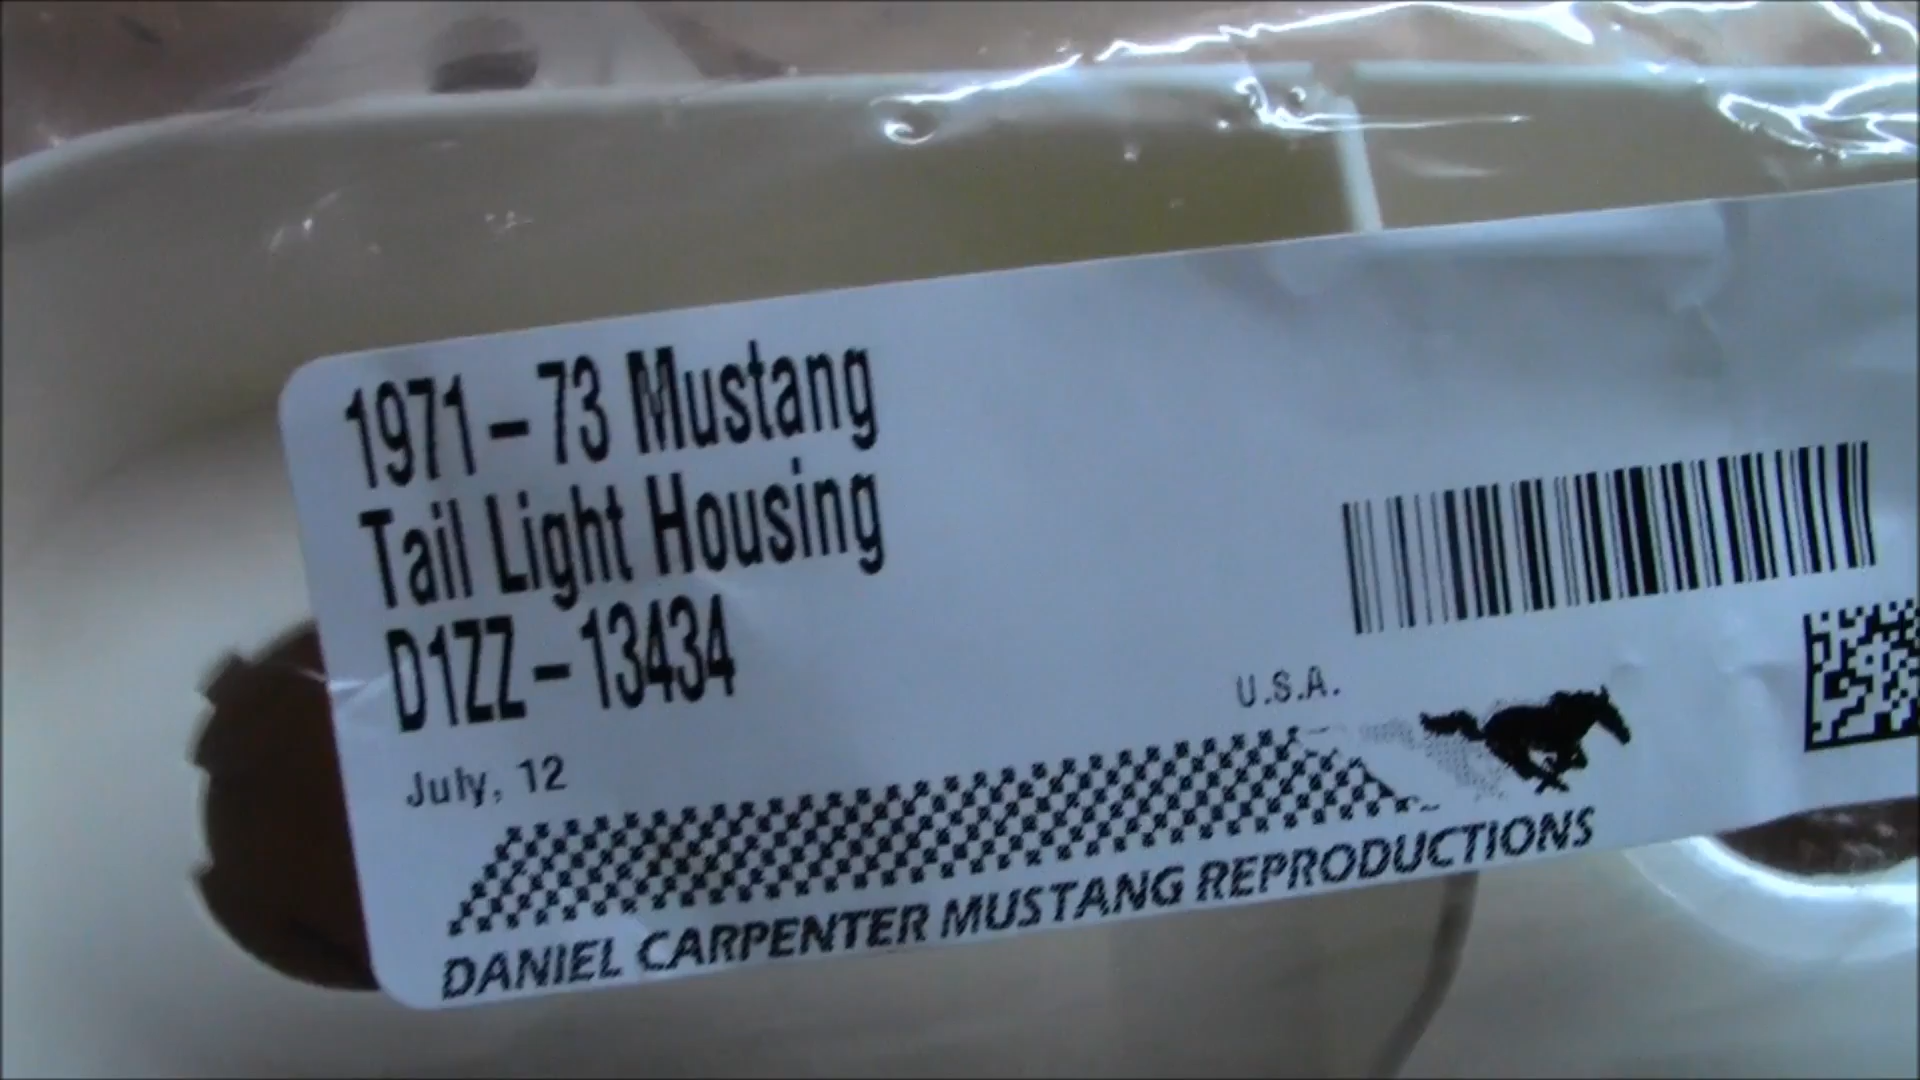 1971-73 Mustang
Tail Light Housing
D1ZZ-13434
July, 12
U.S.A.
DANIEL CARPENTER MUSTANG REPRODUCTIONS